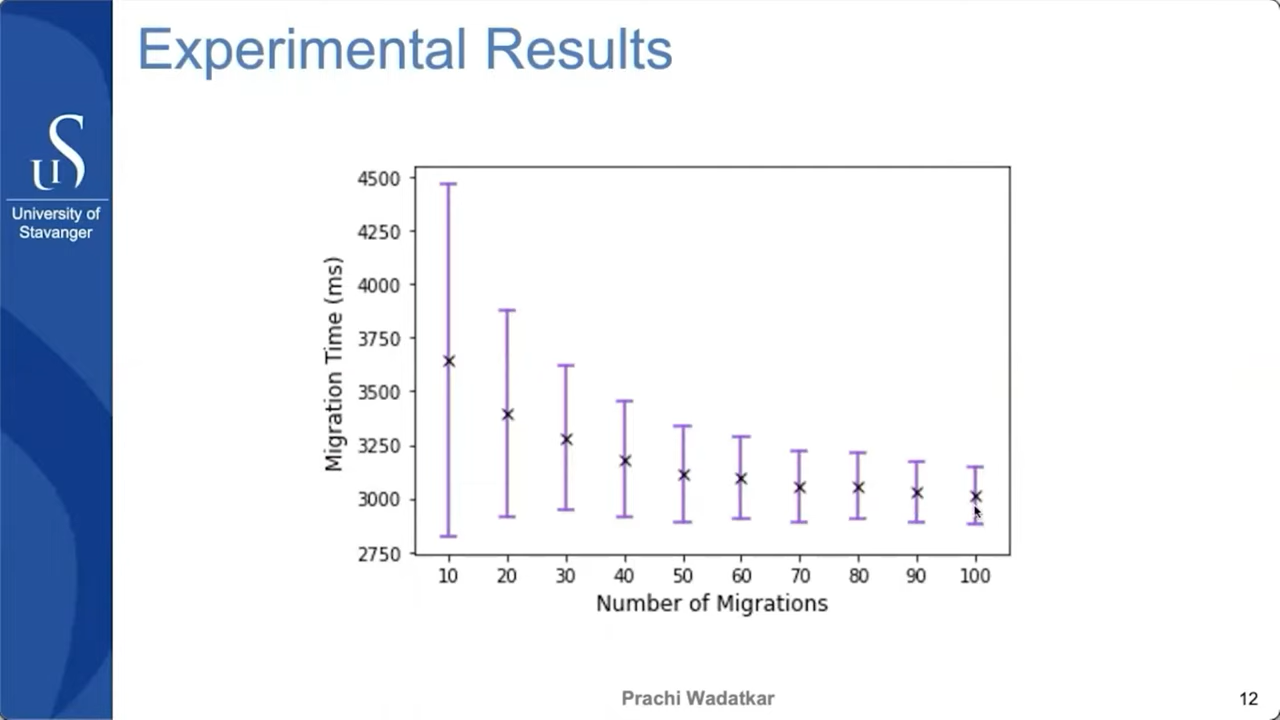 Experimental Results
uiS
University of
Stavanger
4500
4250
4000
3750
3500
3250
3000
2750
Migration Time (ms)
10 20 30 40 50 60 70 80 90 100
Number of Migrations
Prachi Wadatkar
12